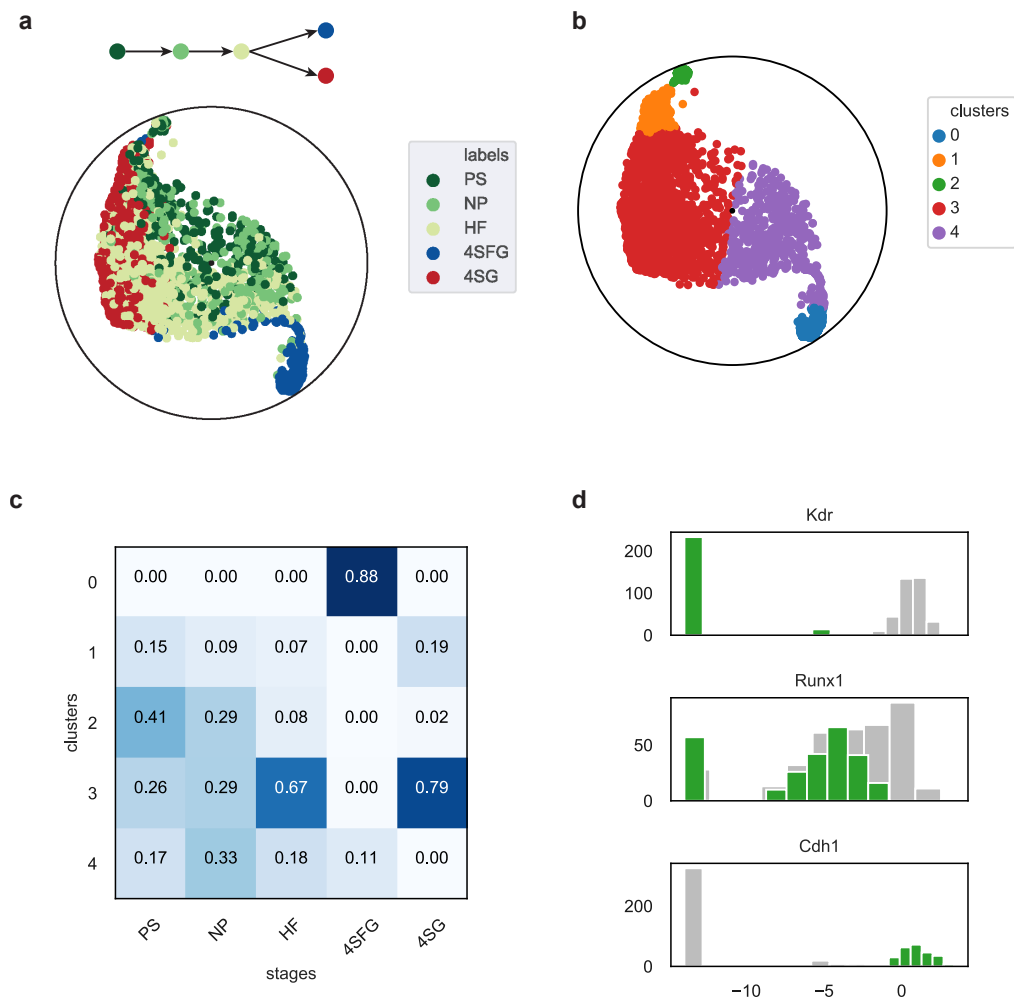 a
labels
PS
NP
HF
4SFG
4SG
b
clusters
0
1
2
3
4
c
clusters
0 0.00 0.00 0.00 0.88 0.00
1 0.15 0.09 0.07 0.00 0.19
2 0.41 0.29 0.08 0.00 0.02
3 0.26 0.29 0.67 0.00 0.79
4 0.17 0.33 0.18 0.11 0.00
PS NP HF 4SFG 4SG
stages
d
Kdr
200
100
0
Runx1
50
0
Cdh1
200
0
−10 −5 0